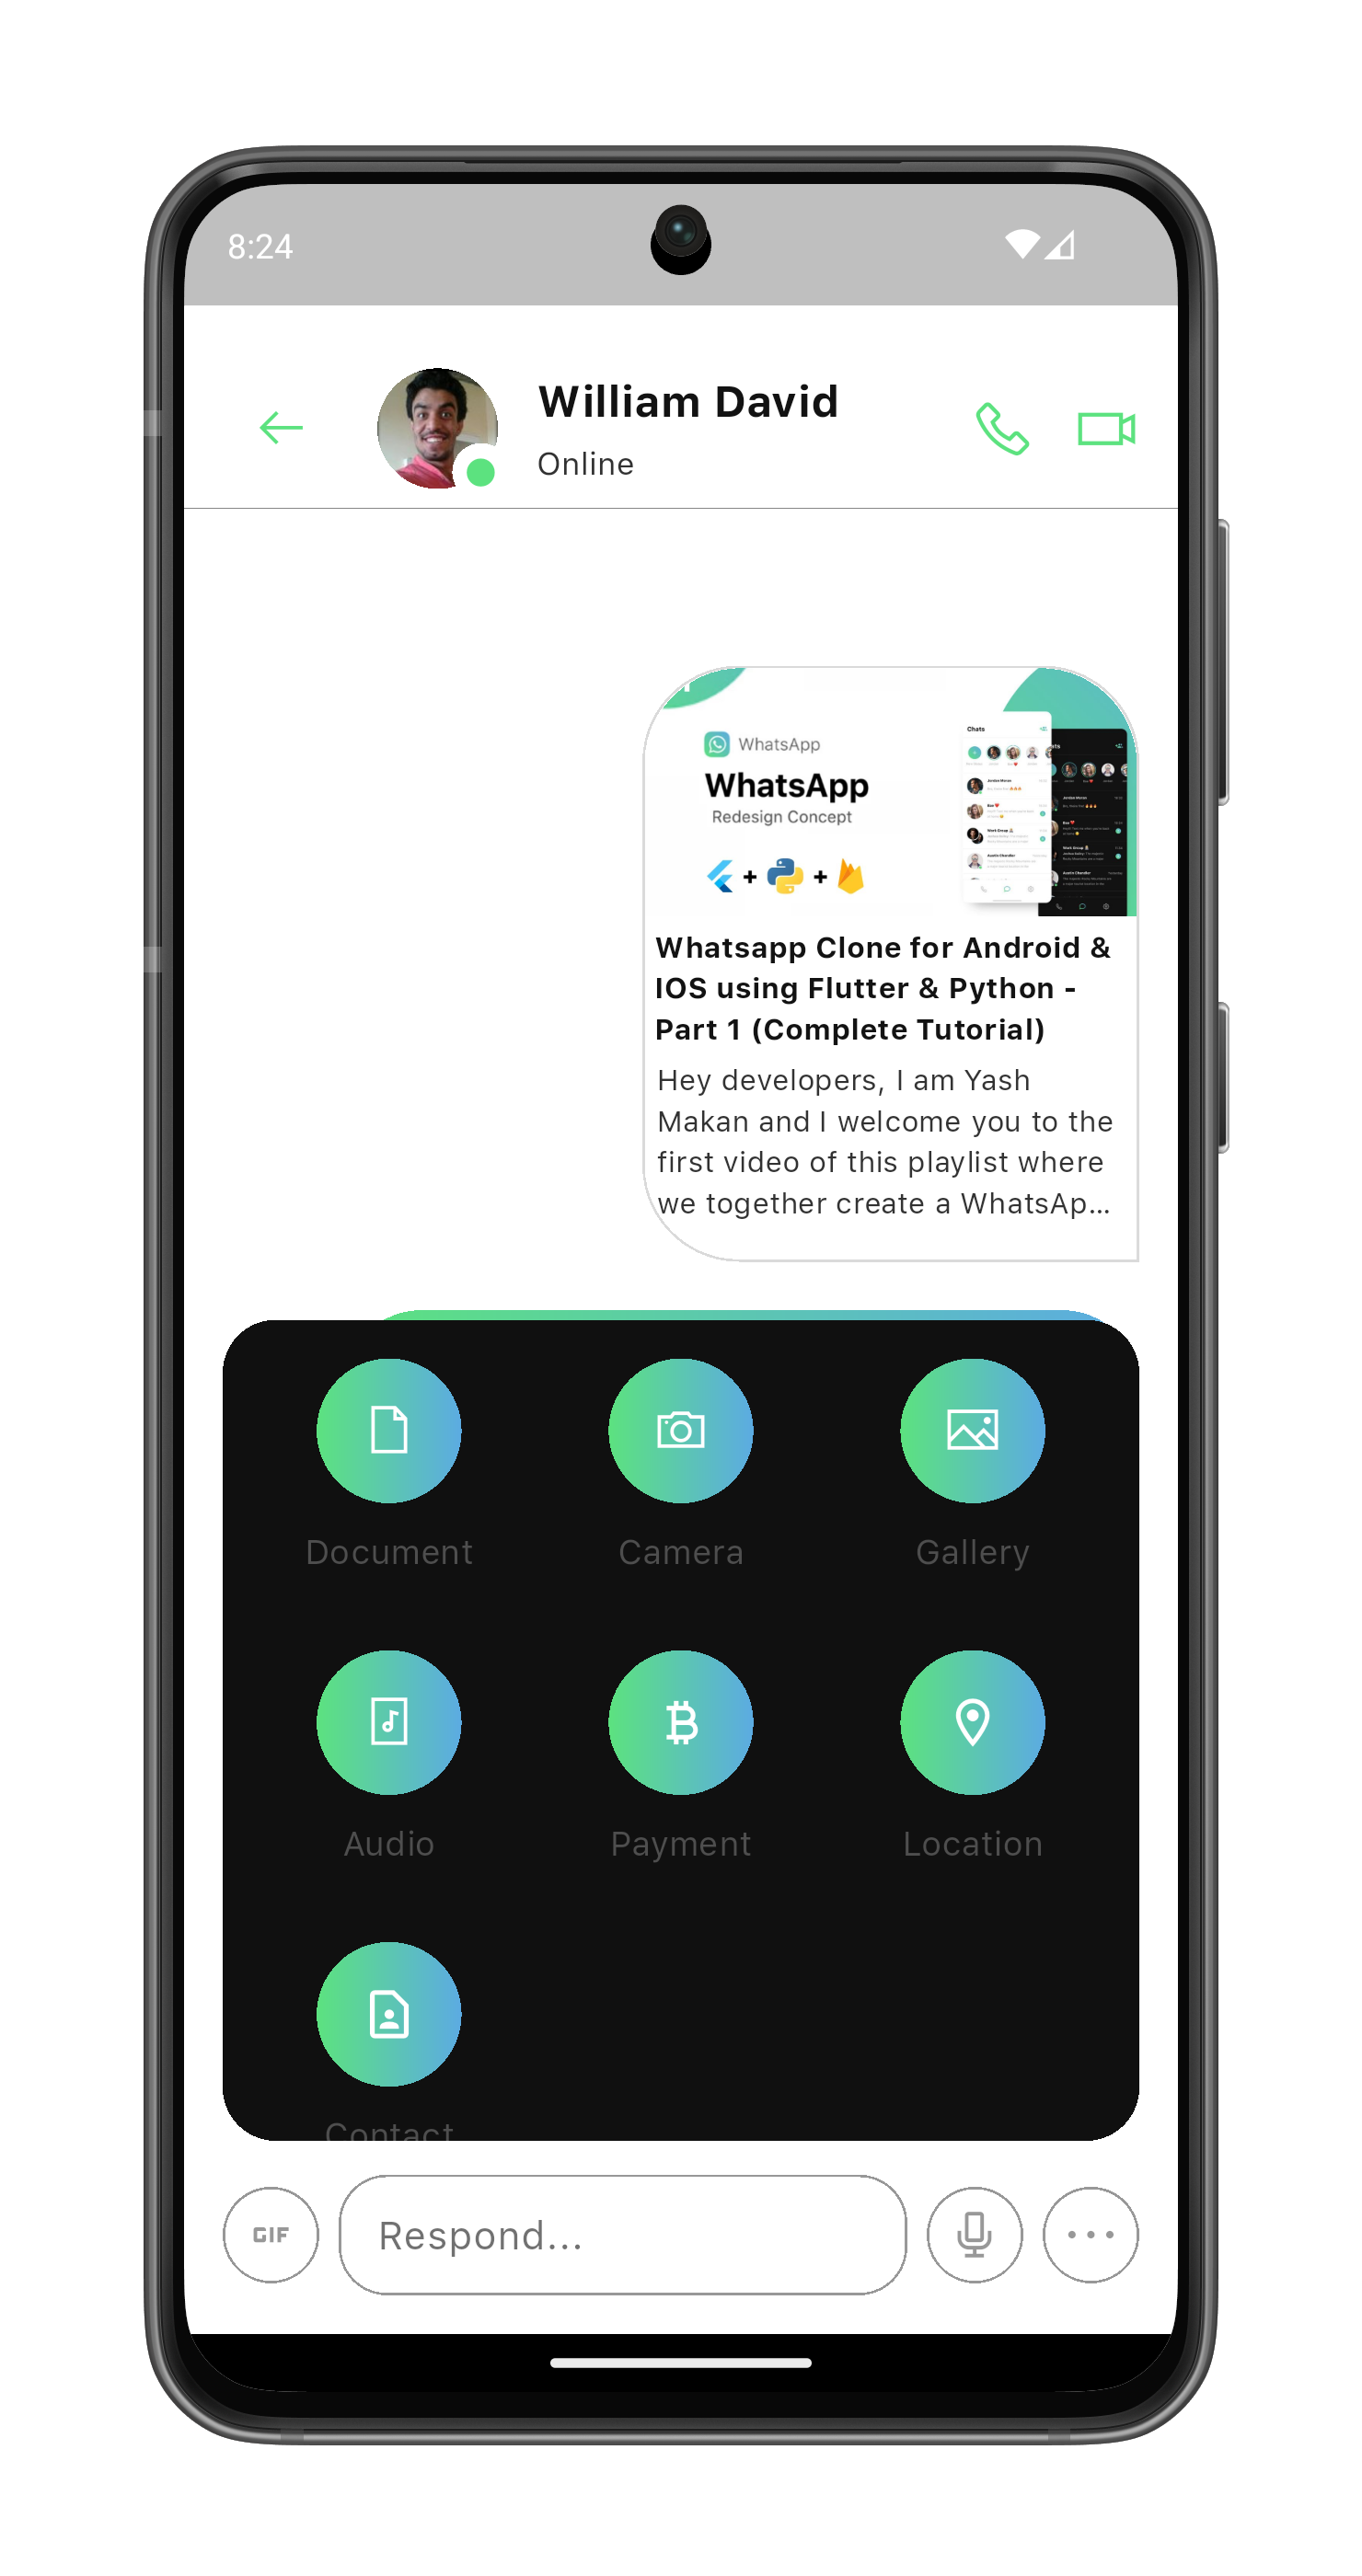 8:24
William David
Online
WhatsApp
WhatsApp
Redesign Concept
+ +
Chats
Whatsapp Clone for Android &
IOS using Flutter & Python -
Part 1 (Complete Tutorial)
Hey developers, I am Yash
Makan and I welcome you to the
first video of this playlist where
we together create a WhatsAp...
Document Camera Gallery
Audio Payment Location
Contact
GIF Respond...